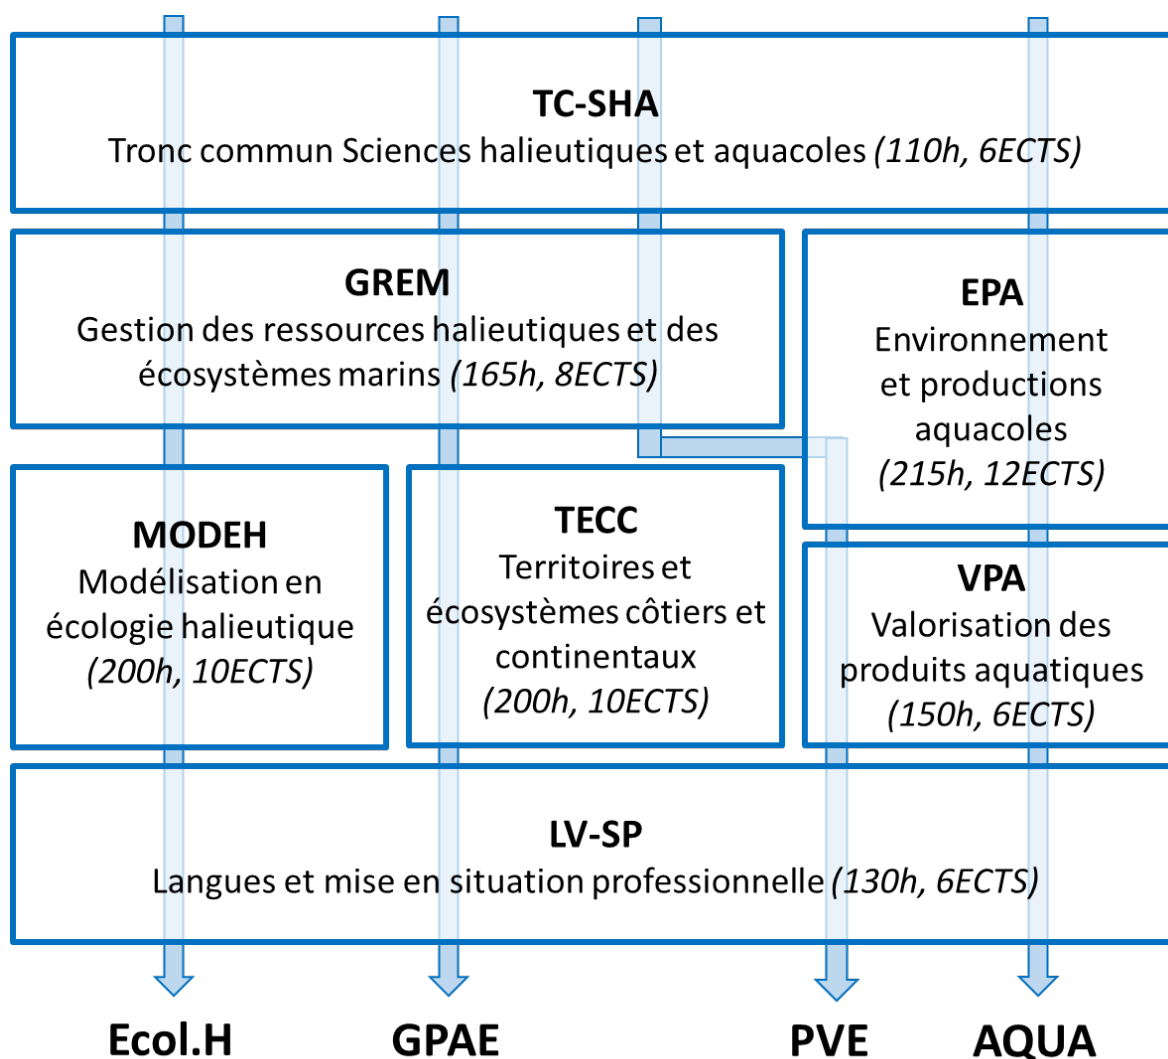 TC-SHA
Tronc commun Sciences halieutiques et aquacoles (110h, 6ECTS)
GREM
Gestion des ressources halieutiques et des
écosystèmes marins (165h, 8ECTS)
EPA
Environnement
et productions
aquacoles
(215h, 12ECTS)
MODEH
Modélisation en
écologie halieutique
(200h, 10ECTS)
TECC
Territoires et
écosystèmes côtiers et
continentaux
(200h, 10ECTS)
VPA
Valorisation des
produits aquatiques
(150h, 6ECTS)
LV-SP
Langues et mise en situation professionnelle (130h, 6ECTS)
Ecol.H GPAE PVE AQUA